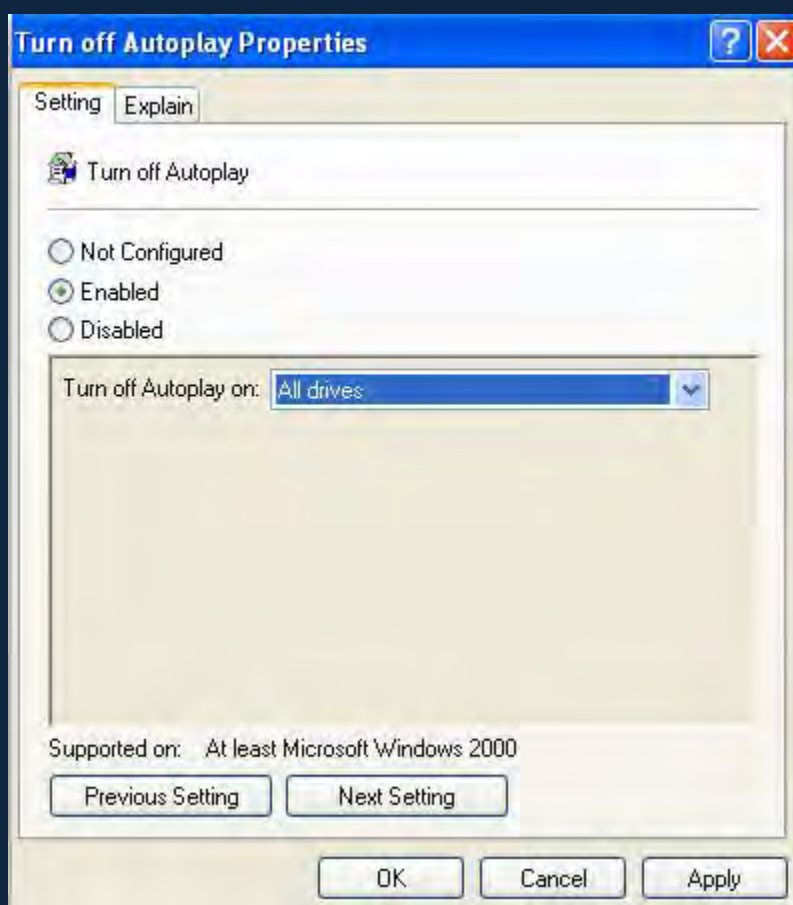 Turn off Autoplay Properties
Setting
Explain
Turn off Autoplay
Not Configured
Enabled
Disabled
Turn off Autoplay on: All drives
Supported on: At least Microsoft Windows 2000
Previous Setting
Next Setting
OK
Cancel
Apply